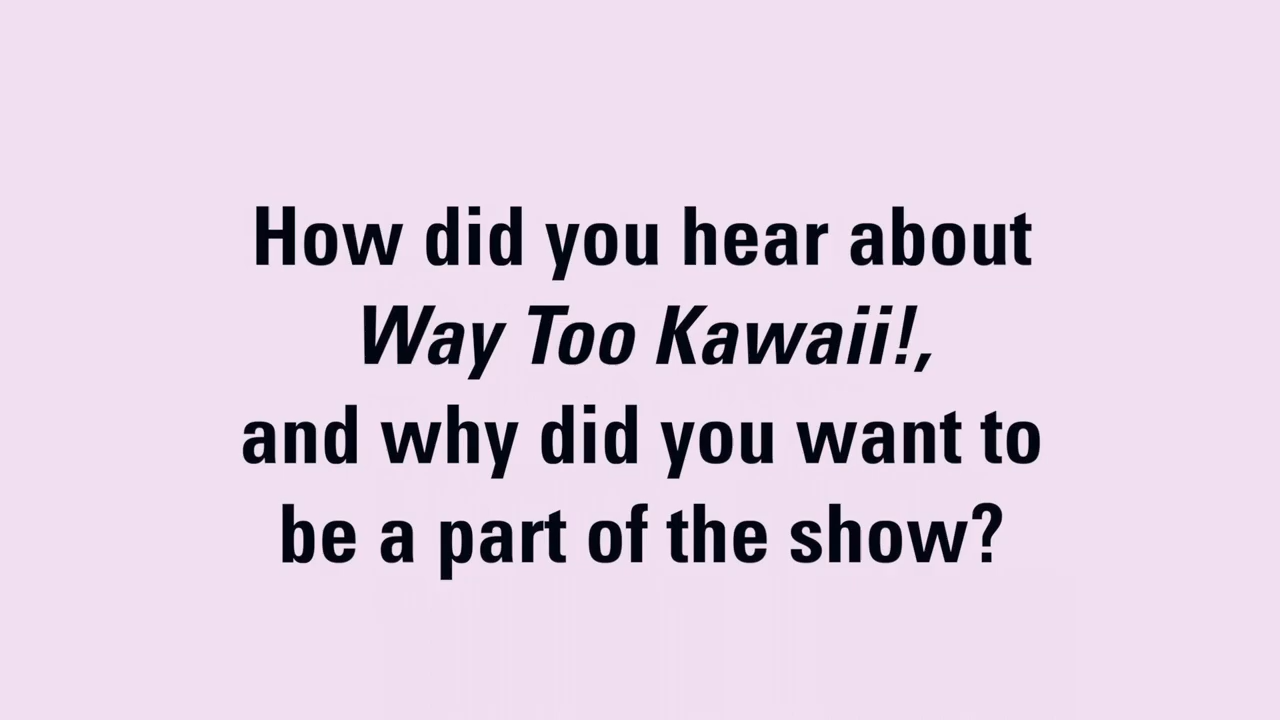 How did you hear about
Way Too Kawaii!,
and why did you want to
be a part of the show?